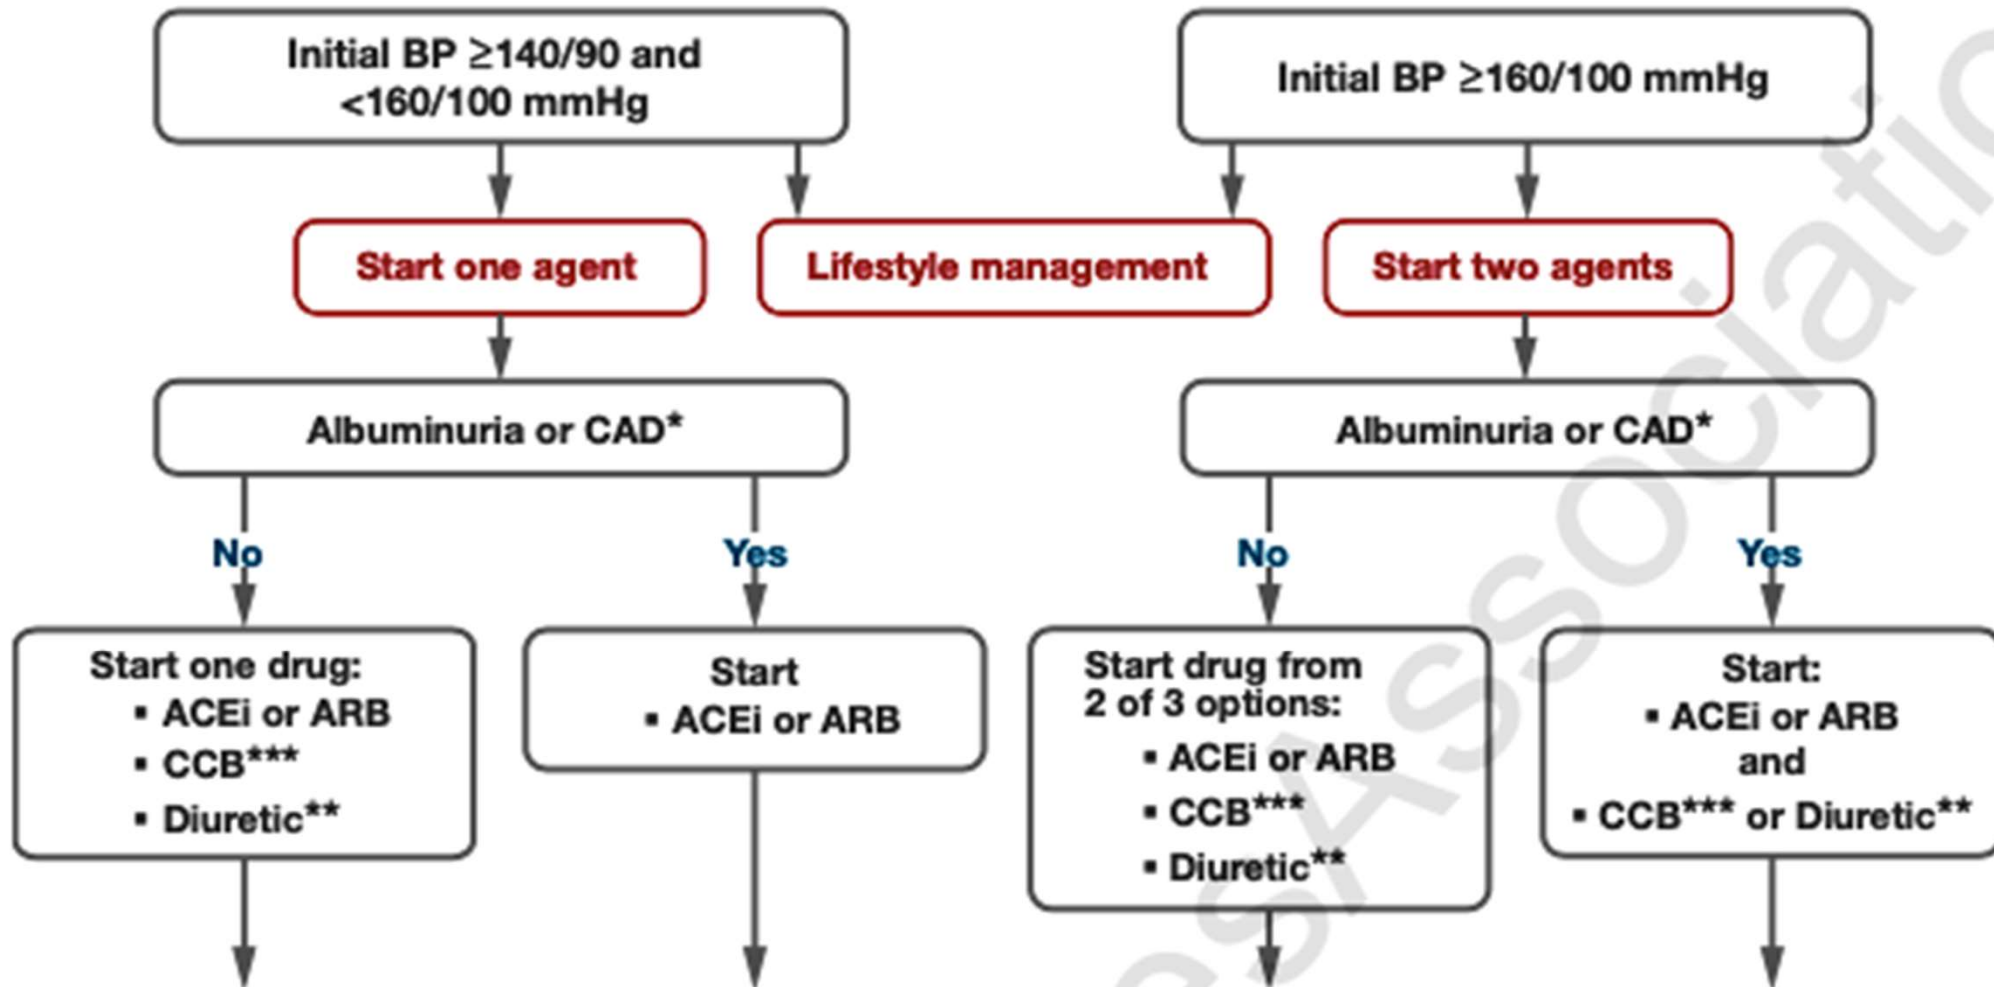 Initial BP ≥140/90 and
<160/100 mmHg
Initial BP ≥160/100 mmHg
Start one agent
Lifestyle management
Start two agents
Albuminuria or CAD*
Albuminuria or CAD*
No
Yes
No
Yes
Start one drug:
▪ ACEi or ARB
▪ CCB***
▪ Diuretic**
Start
▪ ACEi or ARB
Start drug from
2 of 3 options:
▪ ACEi or ARB
▪ CCB***
▪ Diuretic**
Start:
▪ ACEi or ARB
and
▪ CCB*** or Diuretic**